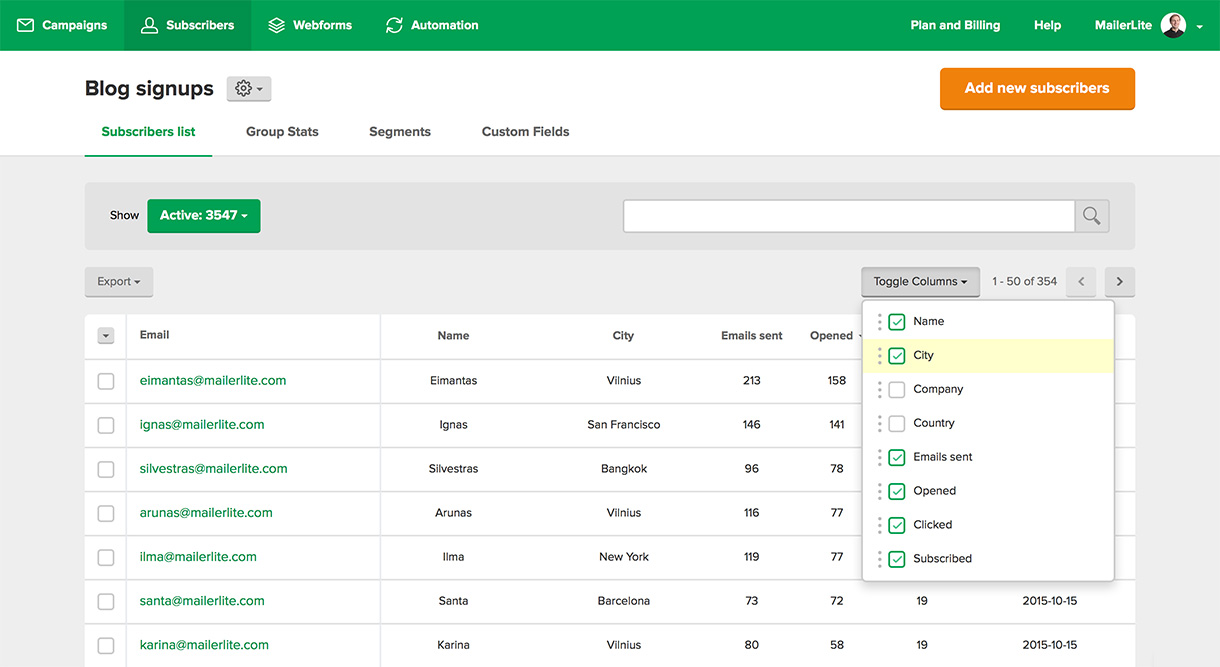 Campaigns Subscribers Webforms Automation Plan and Billing Help MailerLite
Blog signups
Add new subscribers
Subscribers list Group Stats Segments Custom Fields
Show Active: 3547
Export Toggle Columns 1 - 50 of 354
Email Name City Emails sent Opened
eimantas@mailerlite.com Eimantas Vilnius 213 158
ignas@mailerlite.com Ignas San Francisco 146 141
silvestras@mailerlite.com Silvestras Bangkok 96 78
arunas@mailerlite.com Arunas Vilnius 116 77
ilma@mailerlite.com Ilma New York 119 77
santa@mailerlite.com Santa Barcelona 73 72 19 2015-10-15
karina@mailerlite.com Karina Vilnius 80 58 19 2015-10-15
Name
City
Company
Country
Emails sent
Opened
Clicked
Subscribed